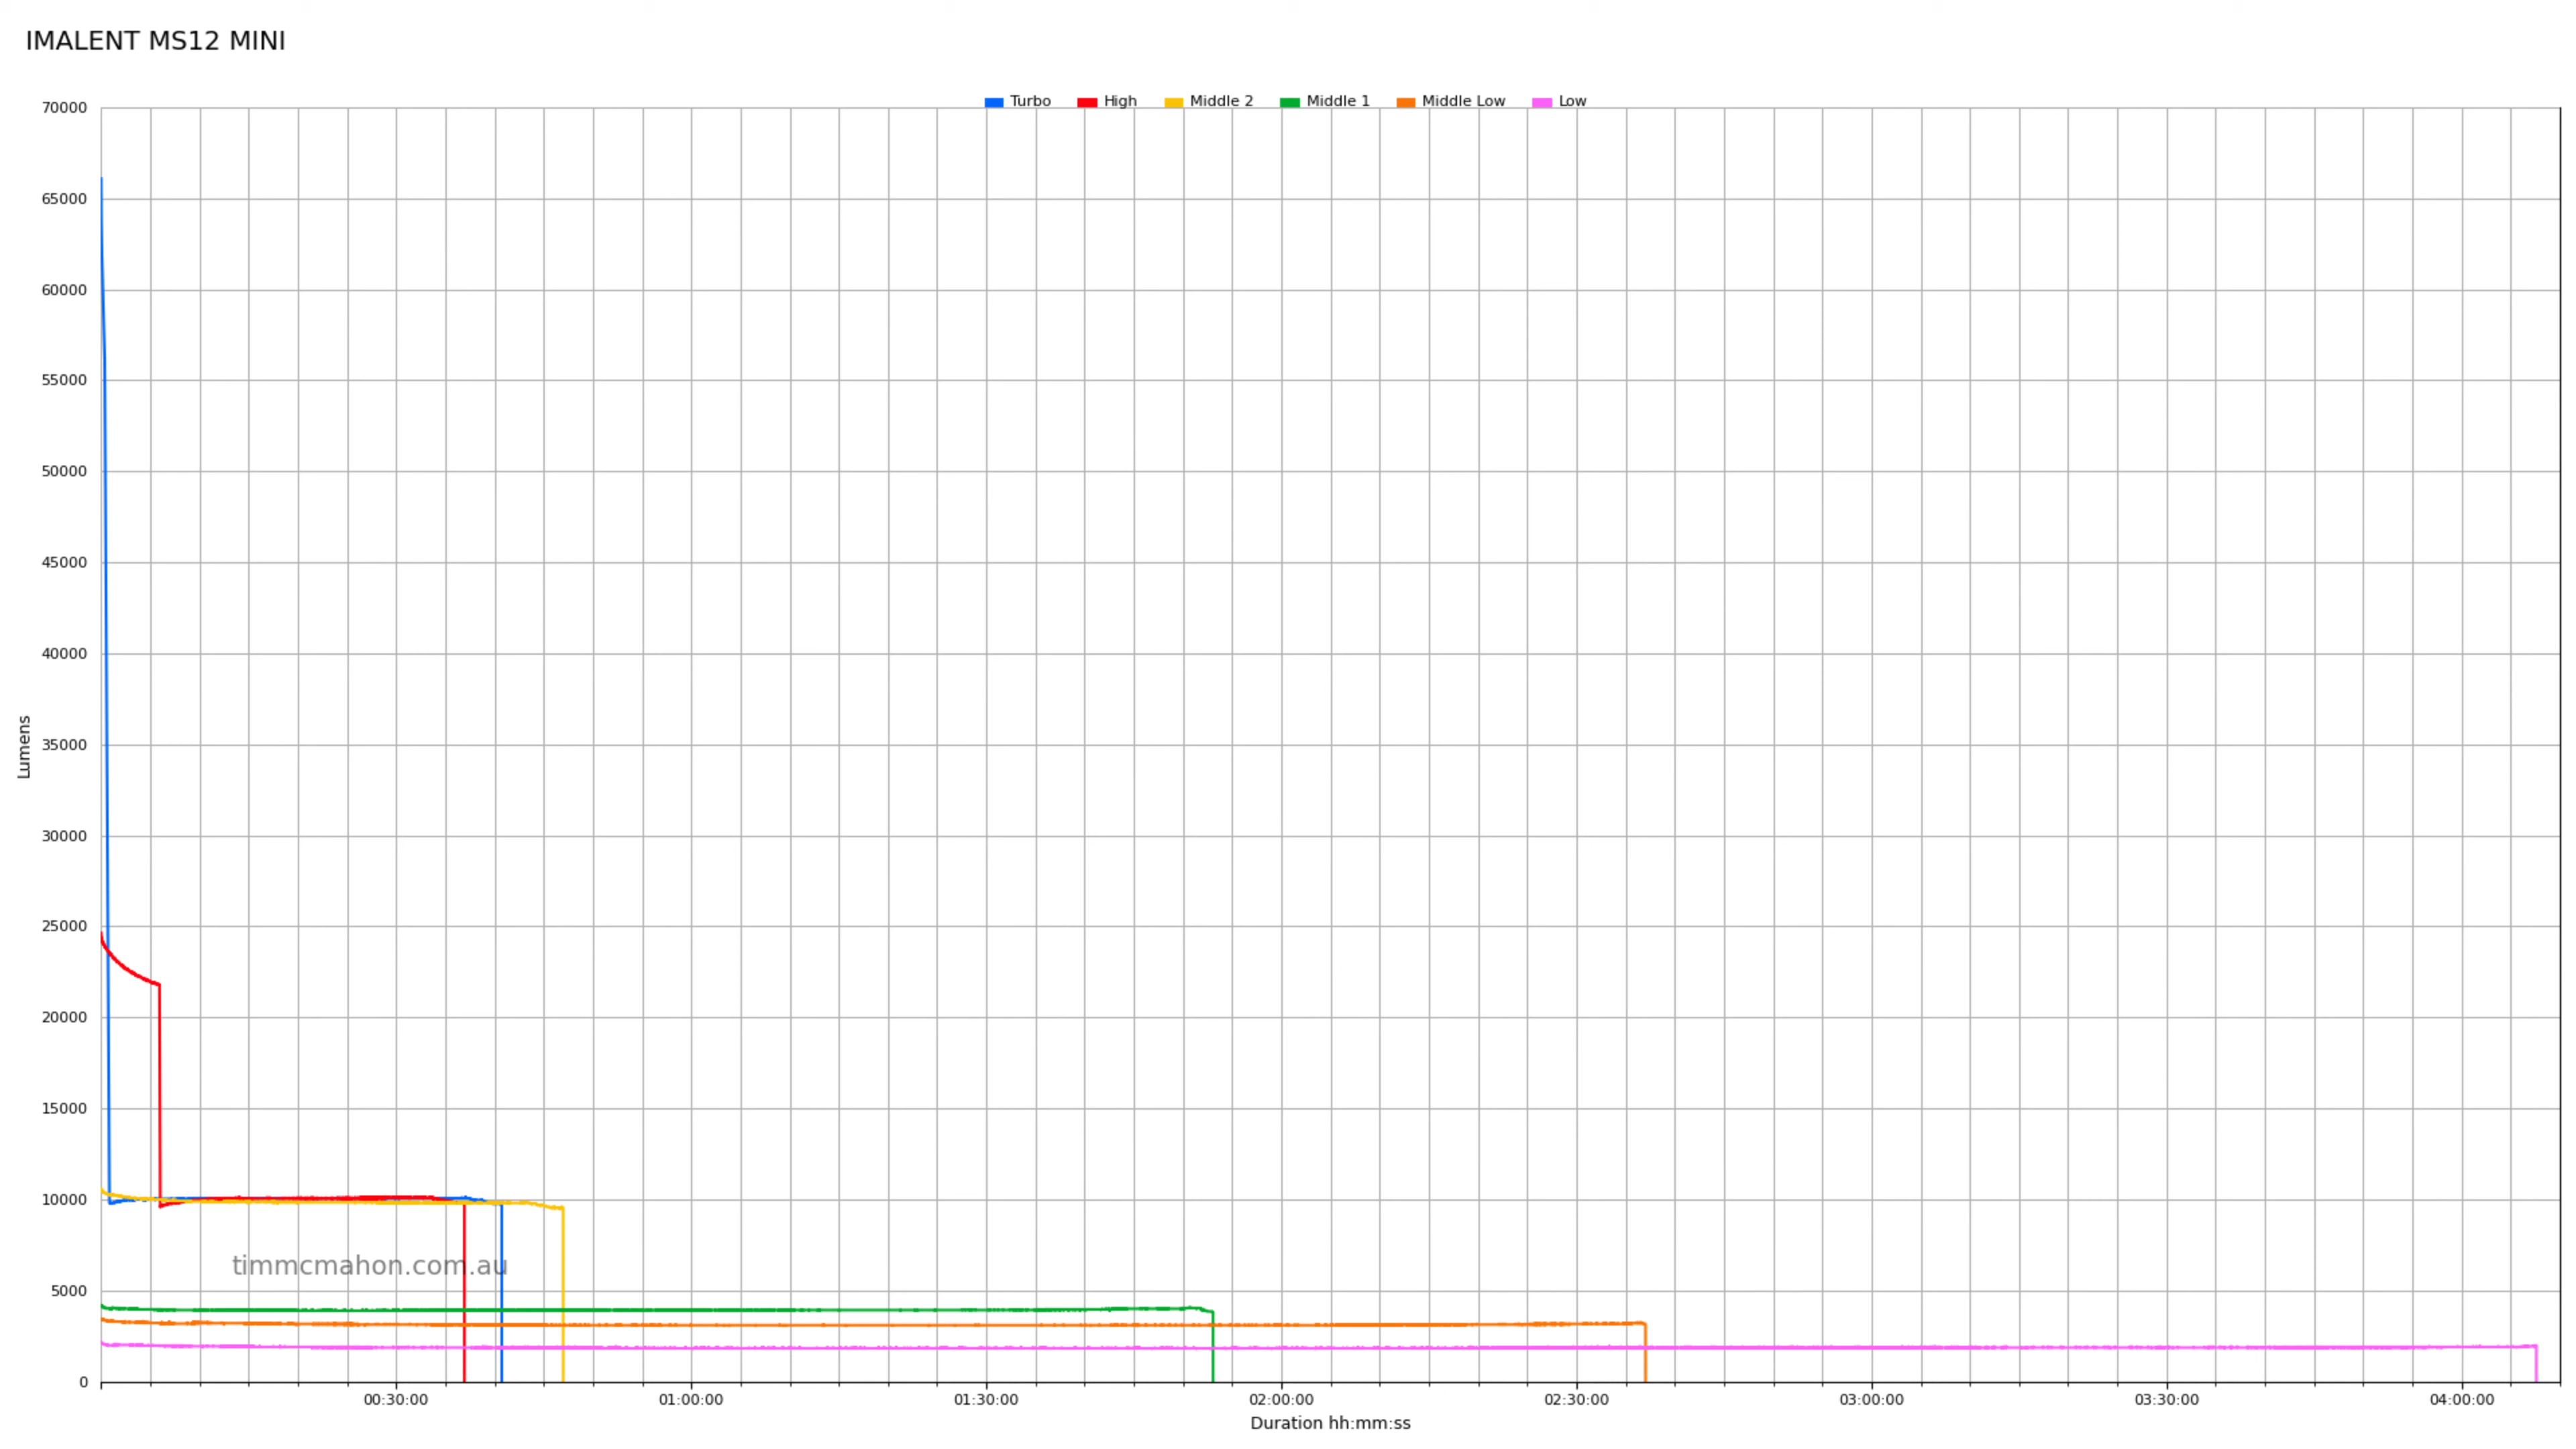 IMALENT MS12 MINI
Turbo High Middle 2 Middle 1 Middle Low Low
70000
65000
60000
55000
50000
45000
40000
35000
30000
25000
20000
15000
10000
5000
0
Lumens
timmcmahon.com.au
00:30:00 01:00:00 01:30:00 02:00:00 02:30:00 03:00:00 03:30:00 04:00:00
Duration hh:mm:ss